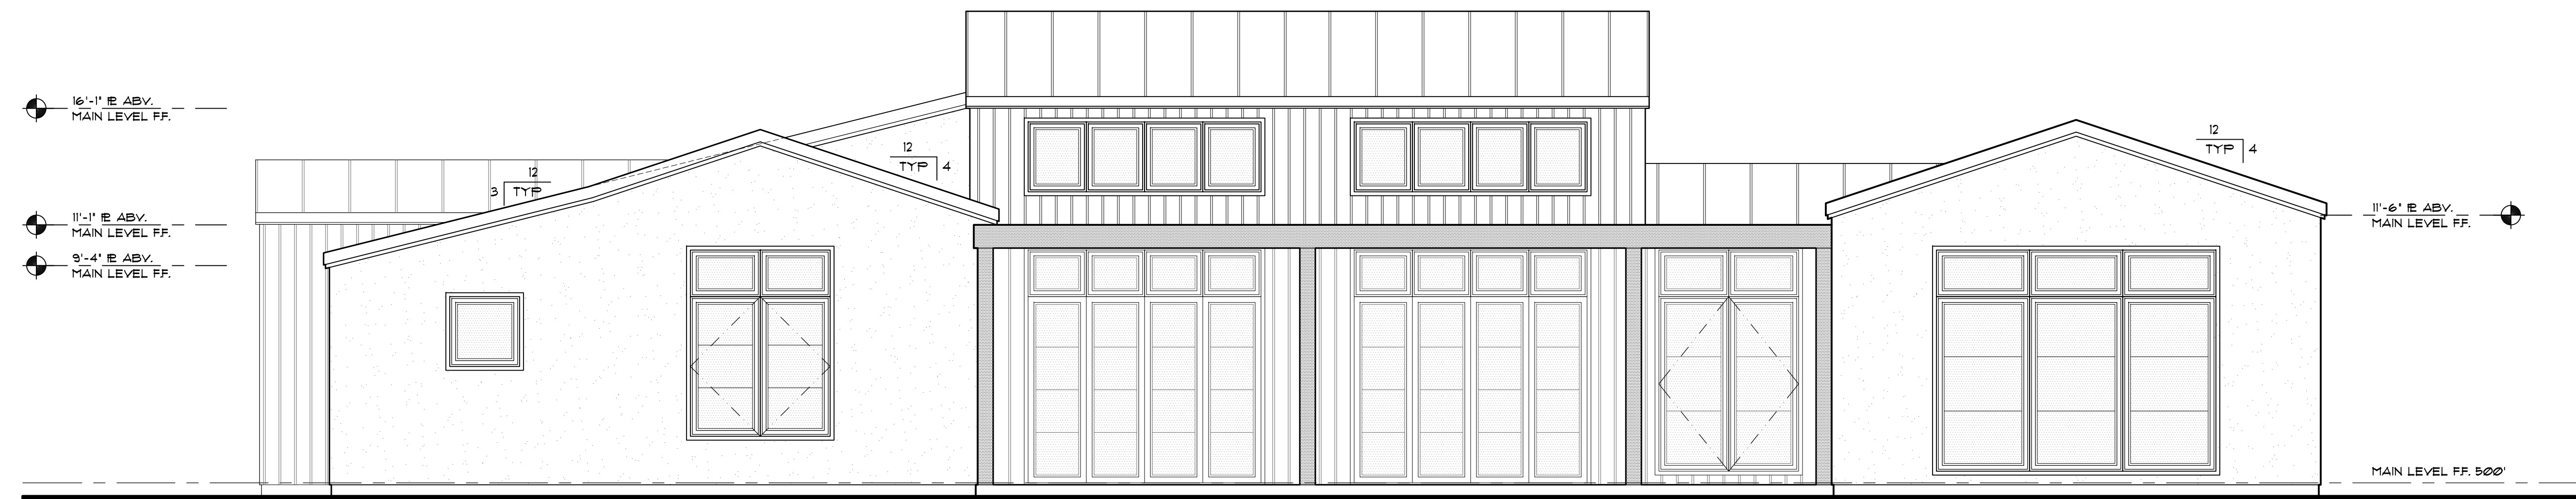 16'-1" PL ABV.
MAIN LEVEL F.F.
12
TYP
4
12
TYP
4
12
3
TYP
11'-1" PL ABV.
MAIN LEVEL F.F.
11'-6" PL ABV.
MAIN LEVEL F.F.
9'-4" PL ABV.
MAIN LEVEL F.F.
MAIN LEVEL F.F. 500'